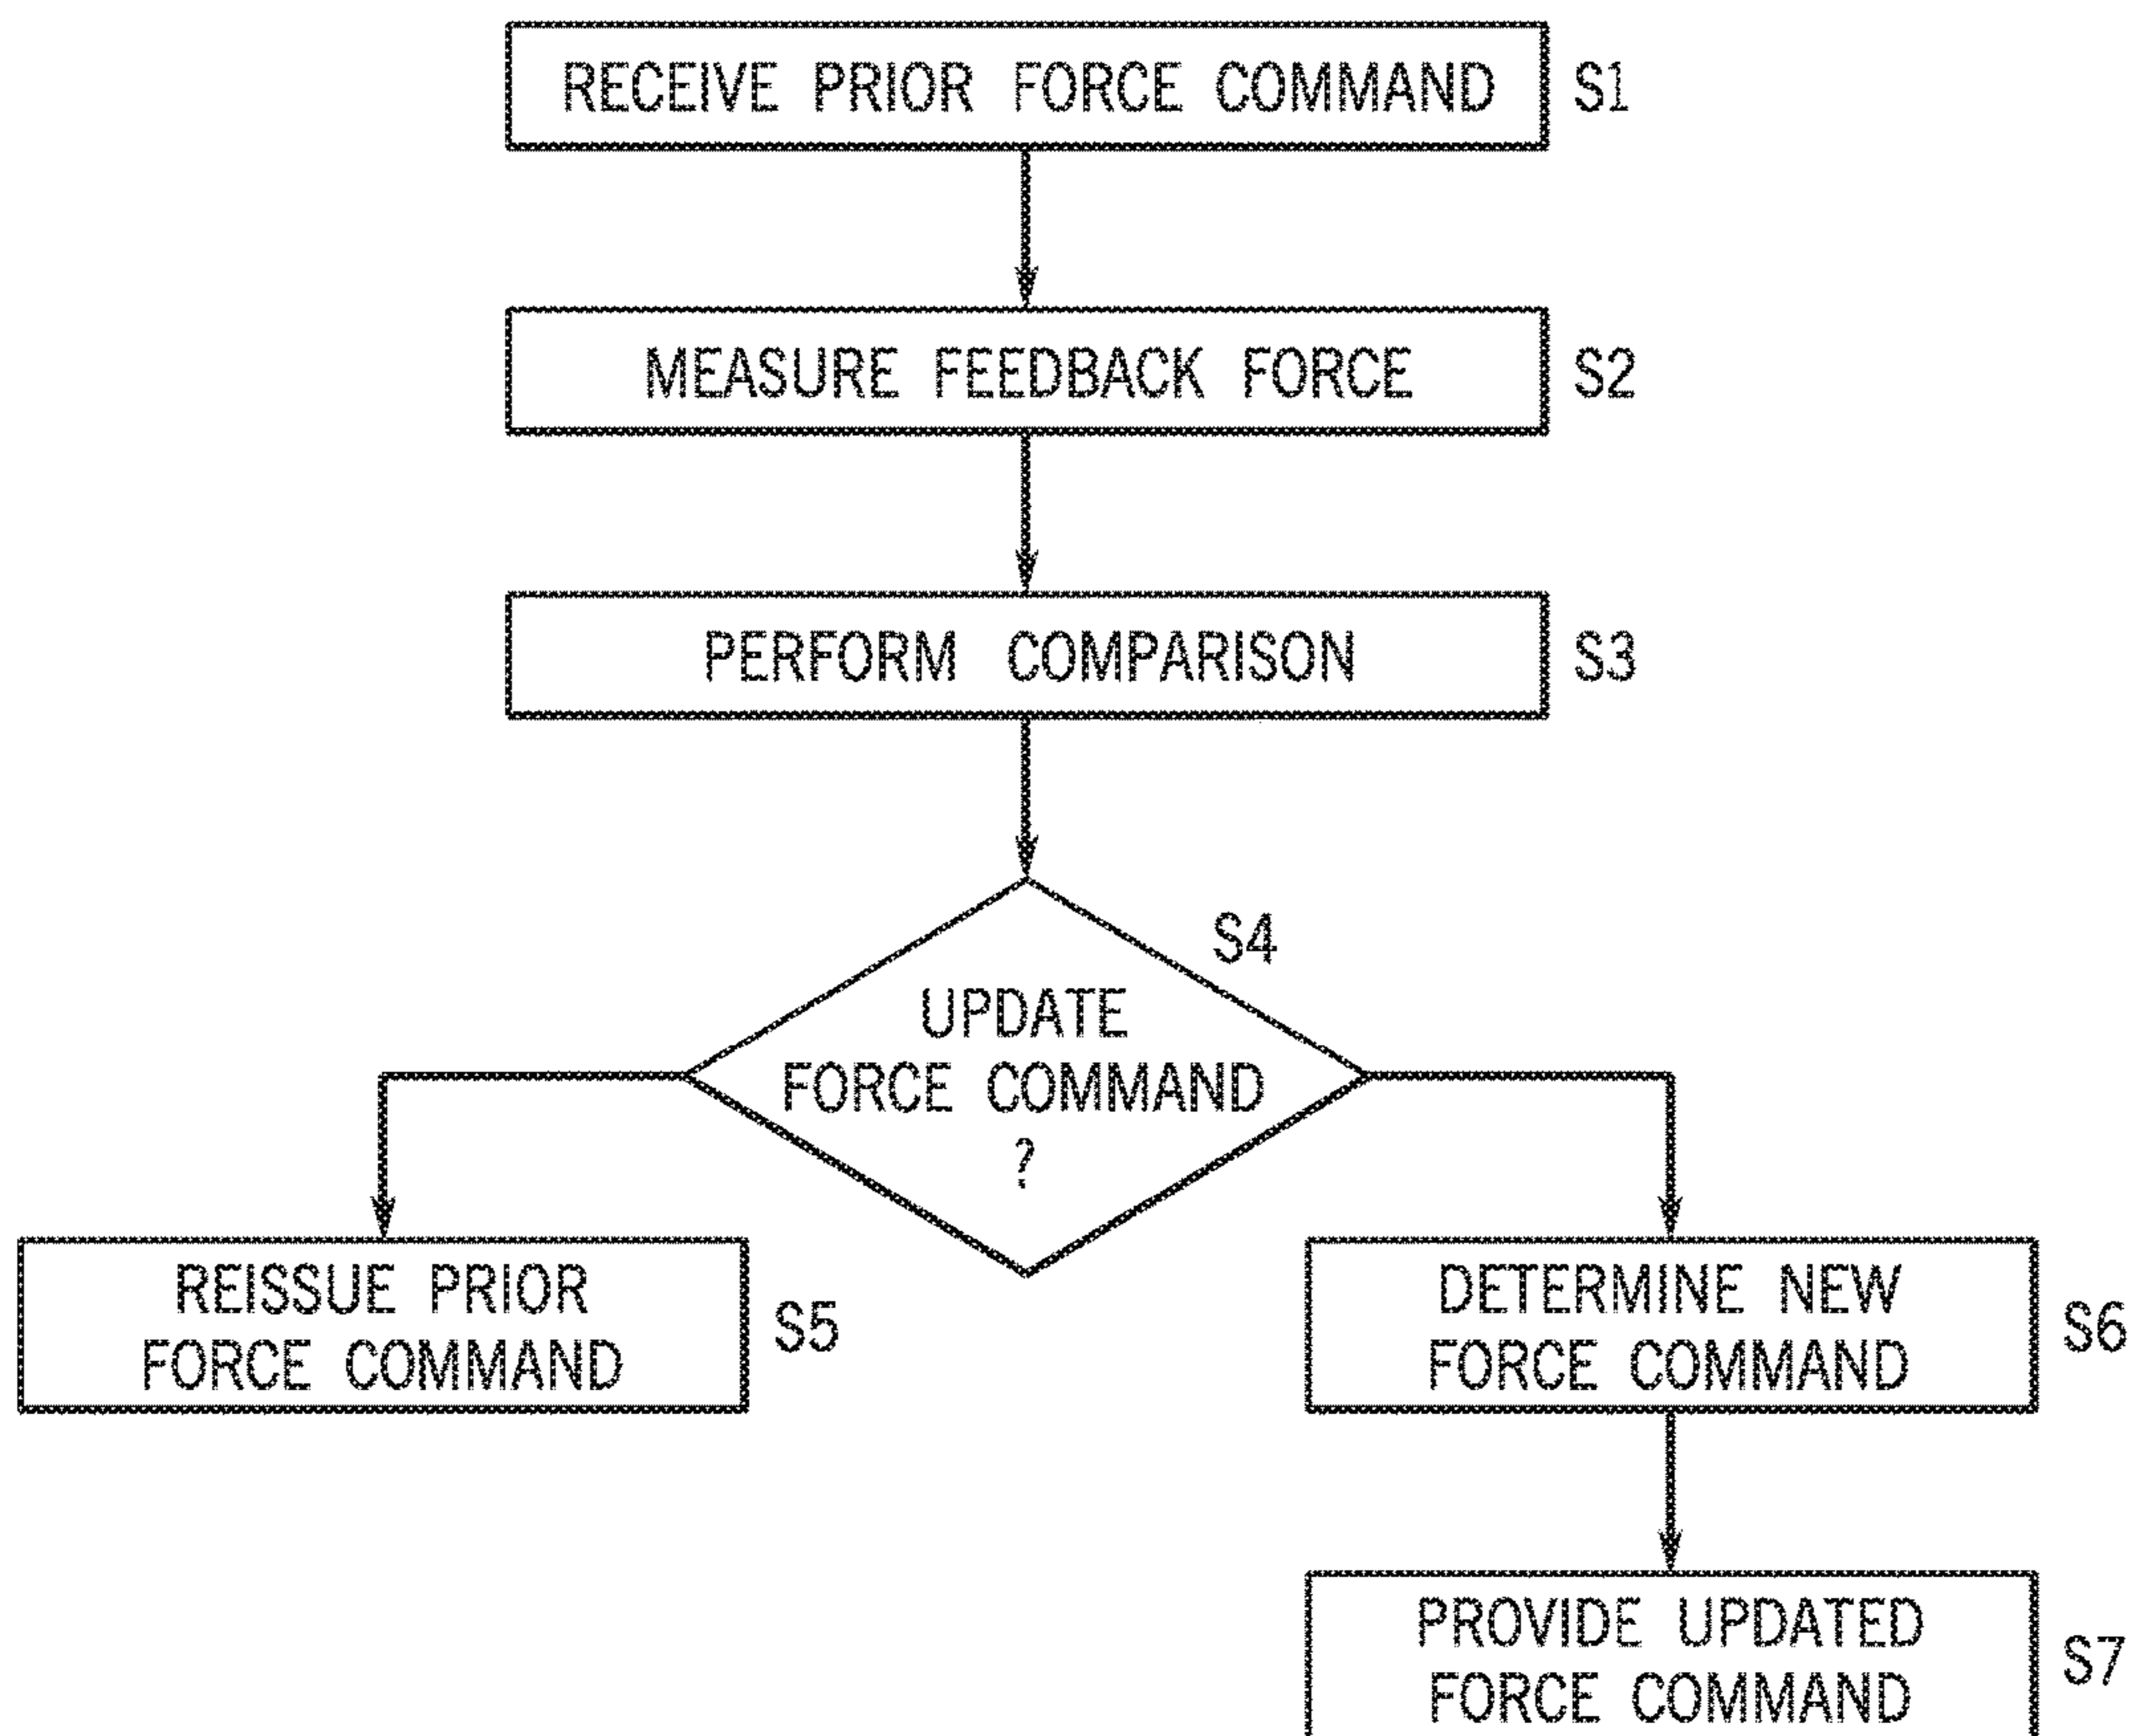 RECEIVE PRIOR FORCE COMMAND S1
MEASURE FEEDBACK FORCE S2
PERFORM COMPARISON S3
S4
UPDATE
FORCE COMMAND
?
REISSUE PRIOR
FORCE COMMAND
S5
DETERMINE NEW
FORCE COMMAND
S6
PROVIDE UPDATED
FORCE COMMAND
S7